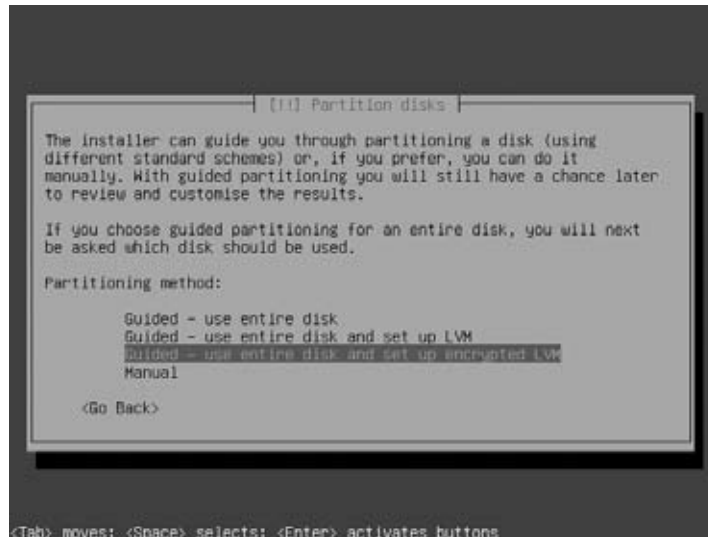 [!!] Partition disks
The installer can guide you through partitioning a disk (using
different standard schemes) or, if you prefer, you can do it
manually. With guided partitioning you will still have a chance later
to review and customise the results.
If you choose guided partitioning for an entire disk, you will next
be asked which disk should be used.
Partitioning method:
Guided - use entire disk
Guided - use entire disk and set up LVM
Guided - use entire disk and set up encrypted LVM
Manual
<Go Back>
<Tab> moves; <Space> selects; <Enter> activates buttons